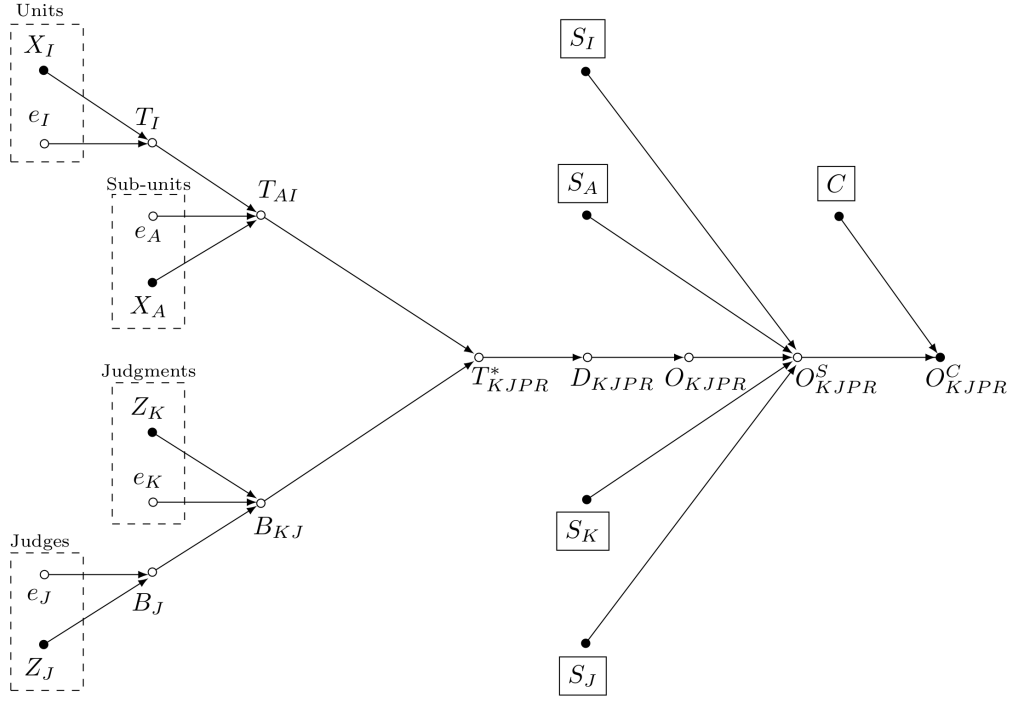 Units
X_I
e_I
T_I
Sub-units
e_A
X_A
T_{AI}
Judgments
Z_K
e_K
B_{KJ}
Judges
e_J
Z_J
B_J
T^*_{KJPR}
D_{KJPR}
O_{KJPR}
O^S_{KJPR}
O^C_{KJPR}
S_I
S_A
C
S_K
S_J